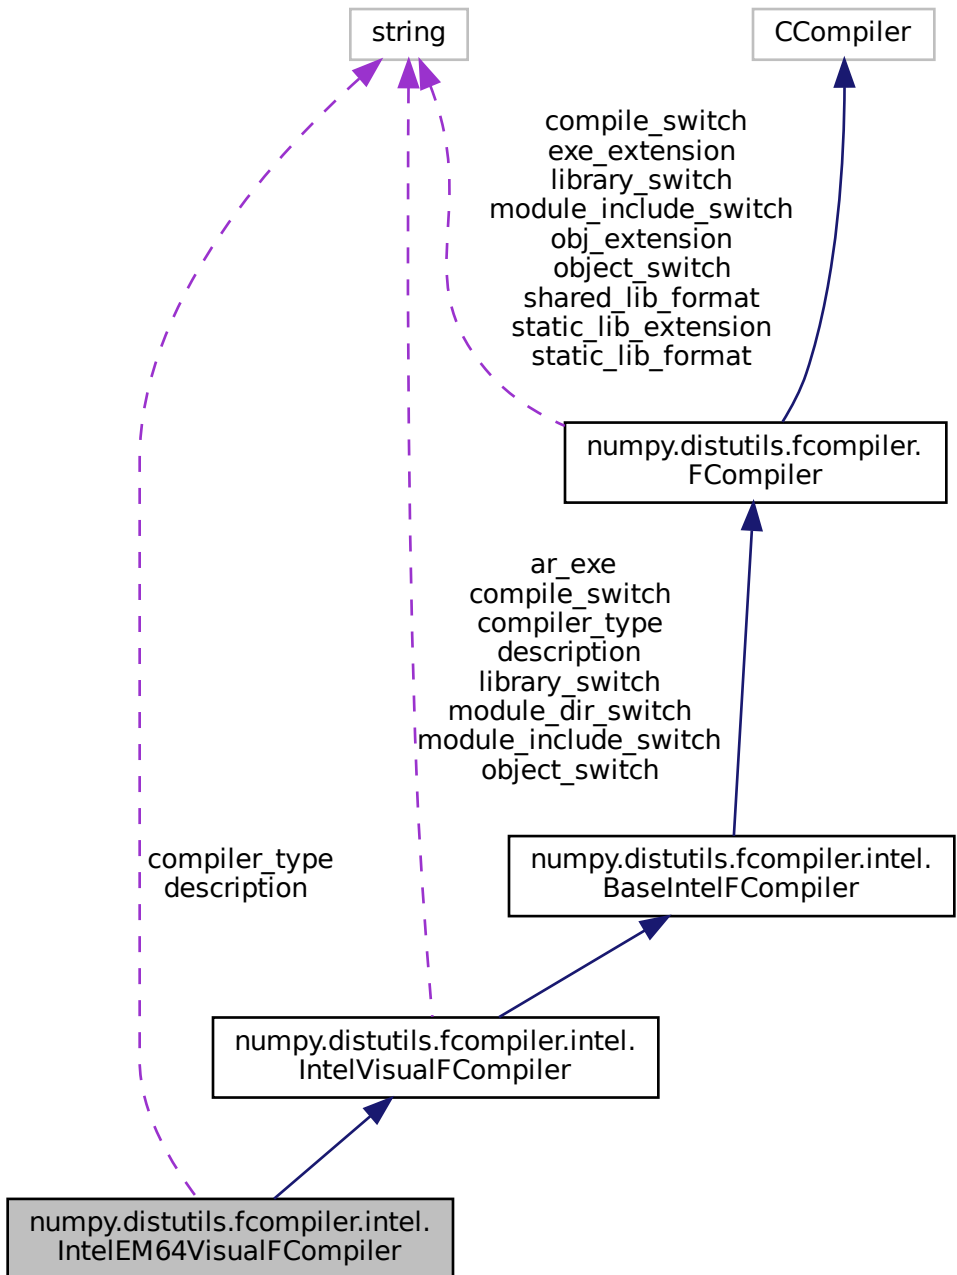 string
CCompiler
compile_switch
exe_extension
library_switch
module_include_switch
obj_extension
object_switch
shared_lib_format
static_lib_extension
static_lib_format
numpy.distutils.fcompiler.
FCompiler
ar_exe
compile_switch
compiler_type
description
library_switch
module_dir_switch
module_include_switch
object_switch
compiler_type
description
numpy.distutils.fcompiler.intel.
BaseIntelFCompiler
numpy.distutils.fcompiler.intel.
IntelVisualFCompiler
numpy.distutils.fcompiler.intel.
IntelEM64VisualFCompiler